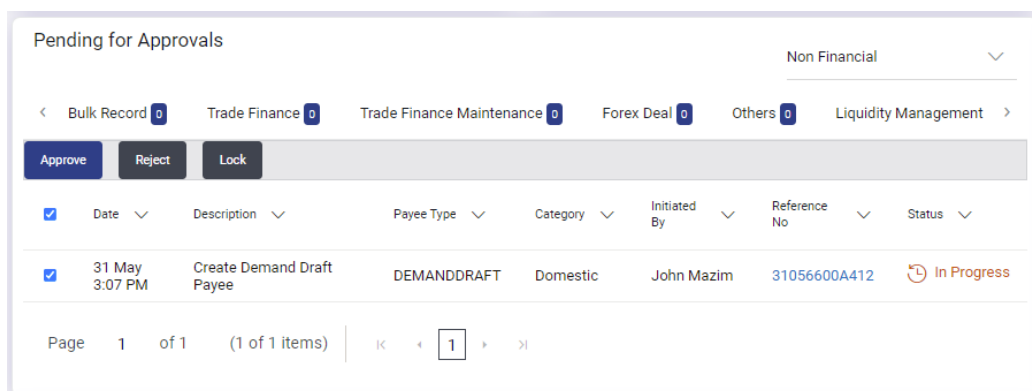 Pending for Approvals
Non Financial
Bulk Record 0 Trade Finance 0 Trade Finance Maintenance 0 Forex Deal 0 Others 0 Liquidity Management
Approve Reject Lock
Date Description Payee Type Category Initiated By Reference No Status
31 May 3:07 PM Create Demand Draft Payee DEMANDDRAFT Domestic John Mazim 31056600A412 In Progress
Page 1 of 1 (1 of 1 items) 1